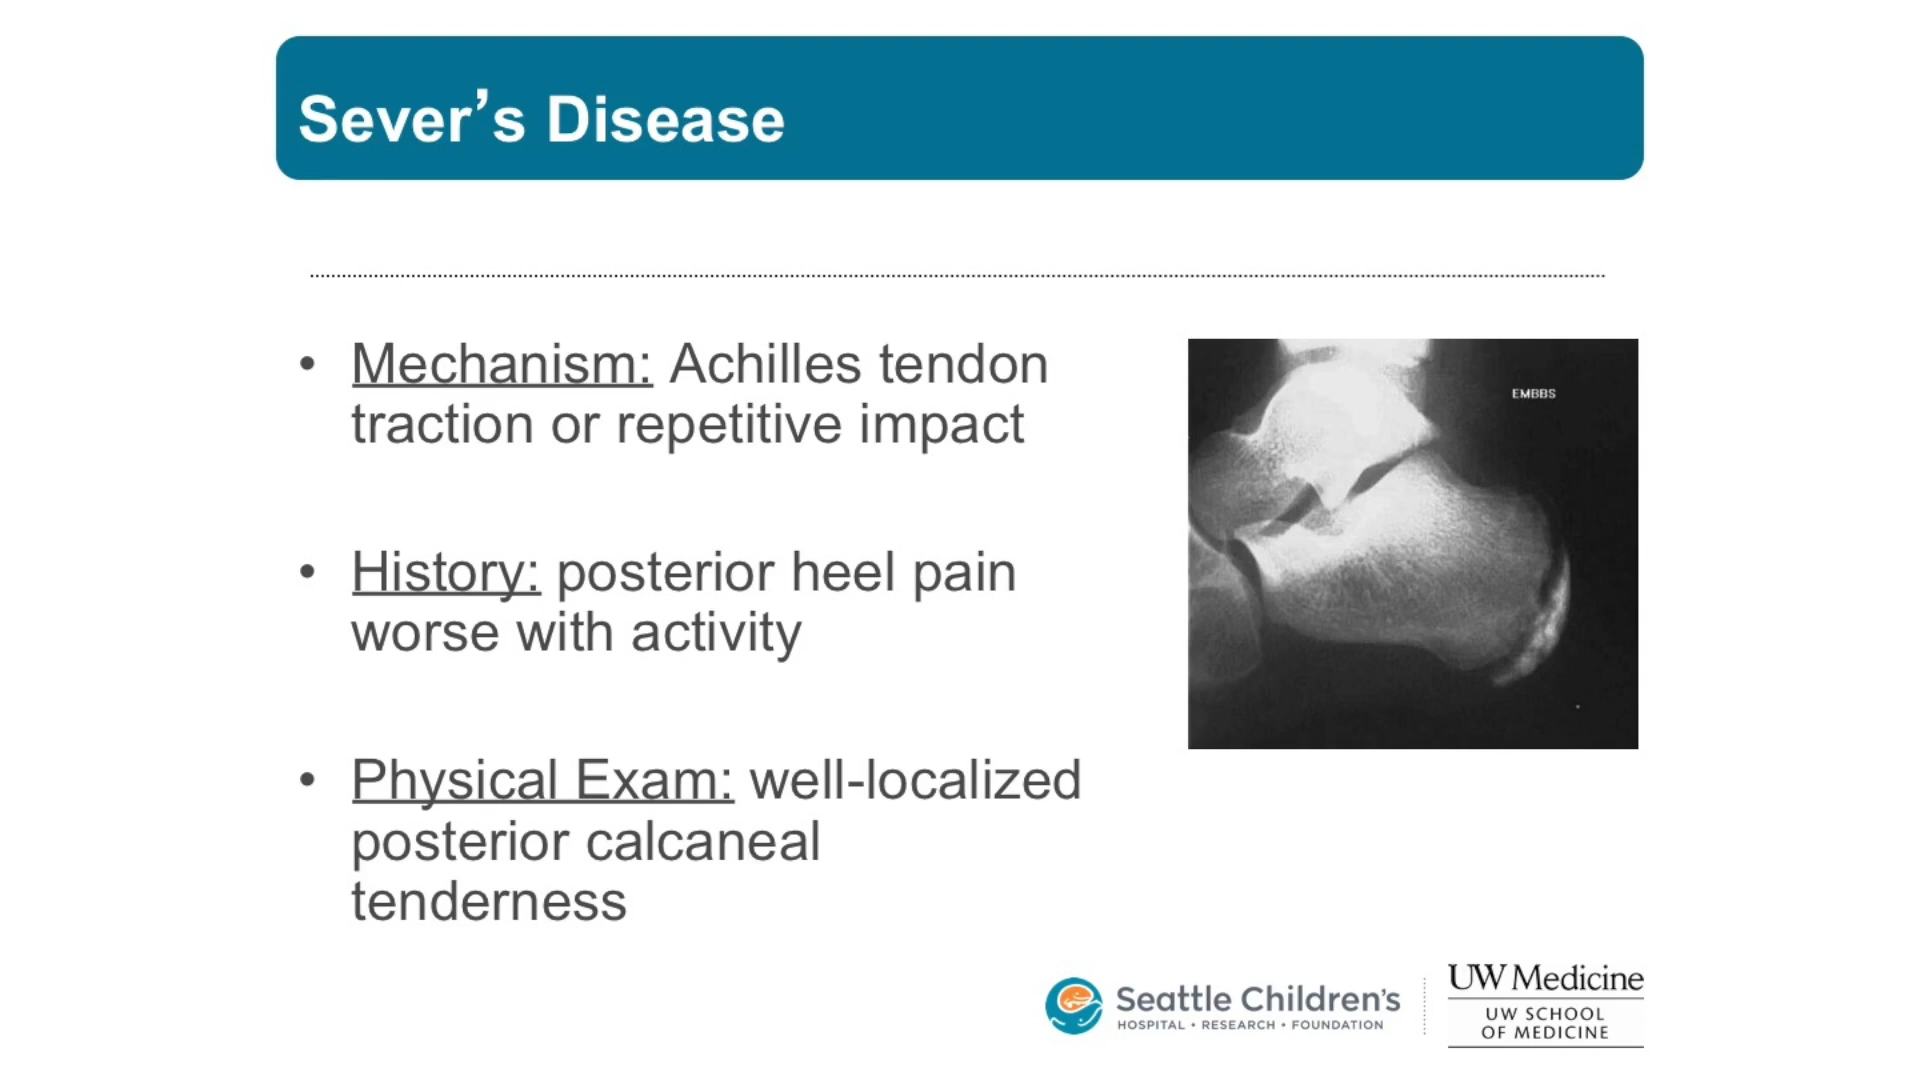 Sever’s Disease
• Mechanism: Achilles tendon
traction or repetitive impact
• History: posterior heel pain
worse with activity
• Physical Exam: well-localized
posterior calcaneal
tenderness
EMBBS
Seattle Children’s
HOSPITAL • RESEARCH • FOUNDATION
UW Medicine
UW SCHOOL
OF MEDICINE